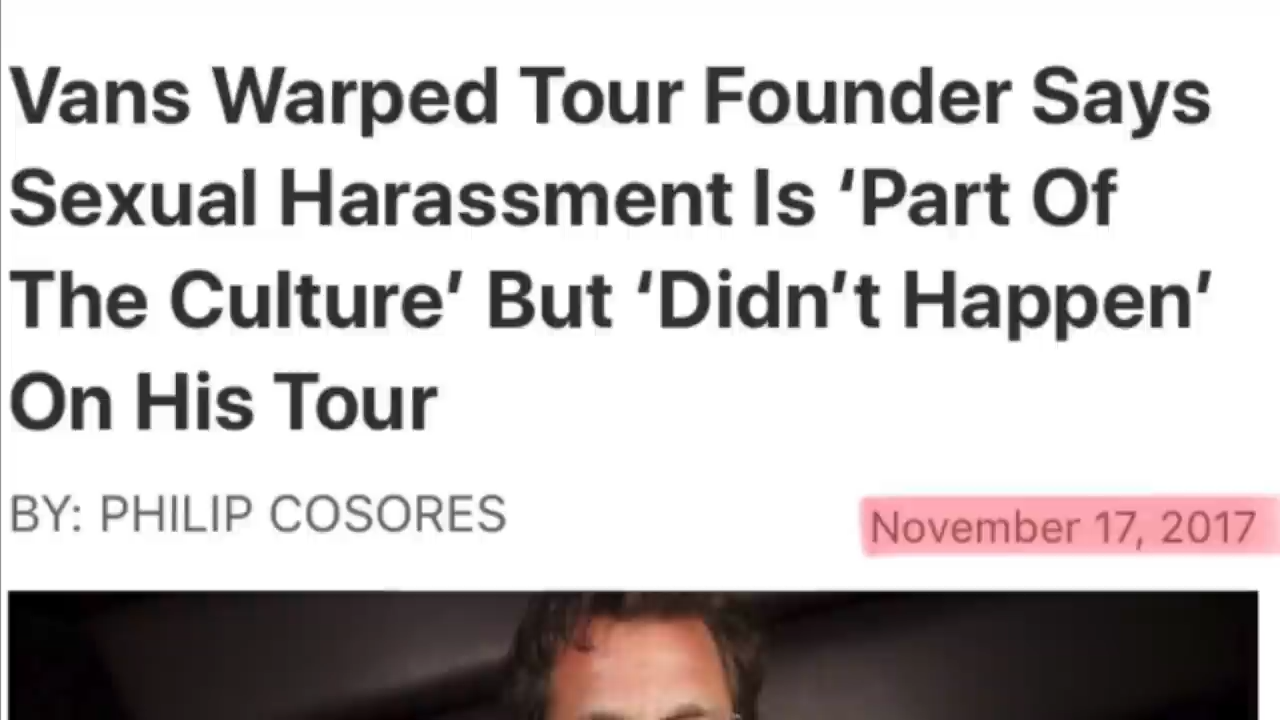 Vans Warped Tour Founder Says
Sexual Harassment Is ‘Part Of
The Culture’ But ‘Didn’t Happen’
On His Tour
BY: PHILIP COSORES
November 17, 2017